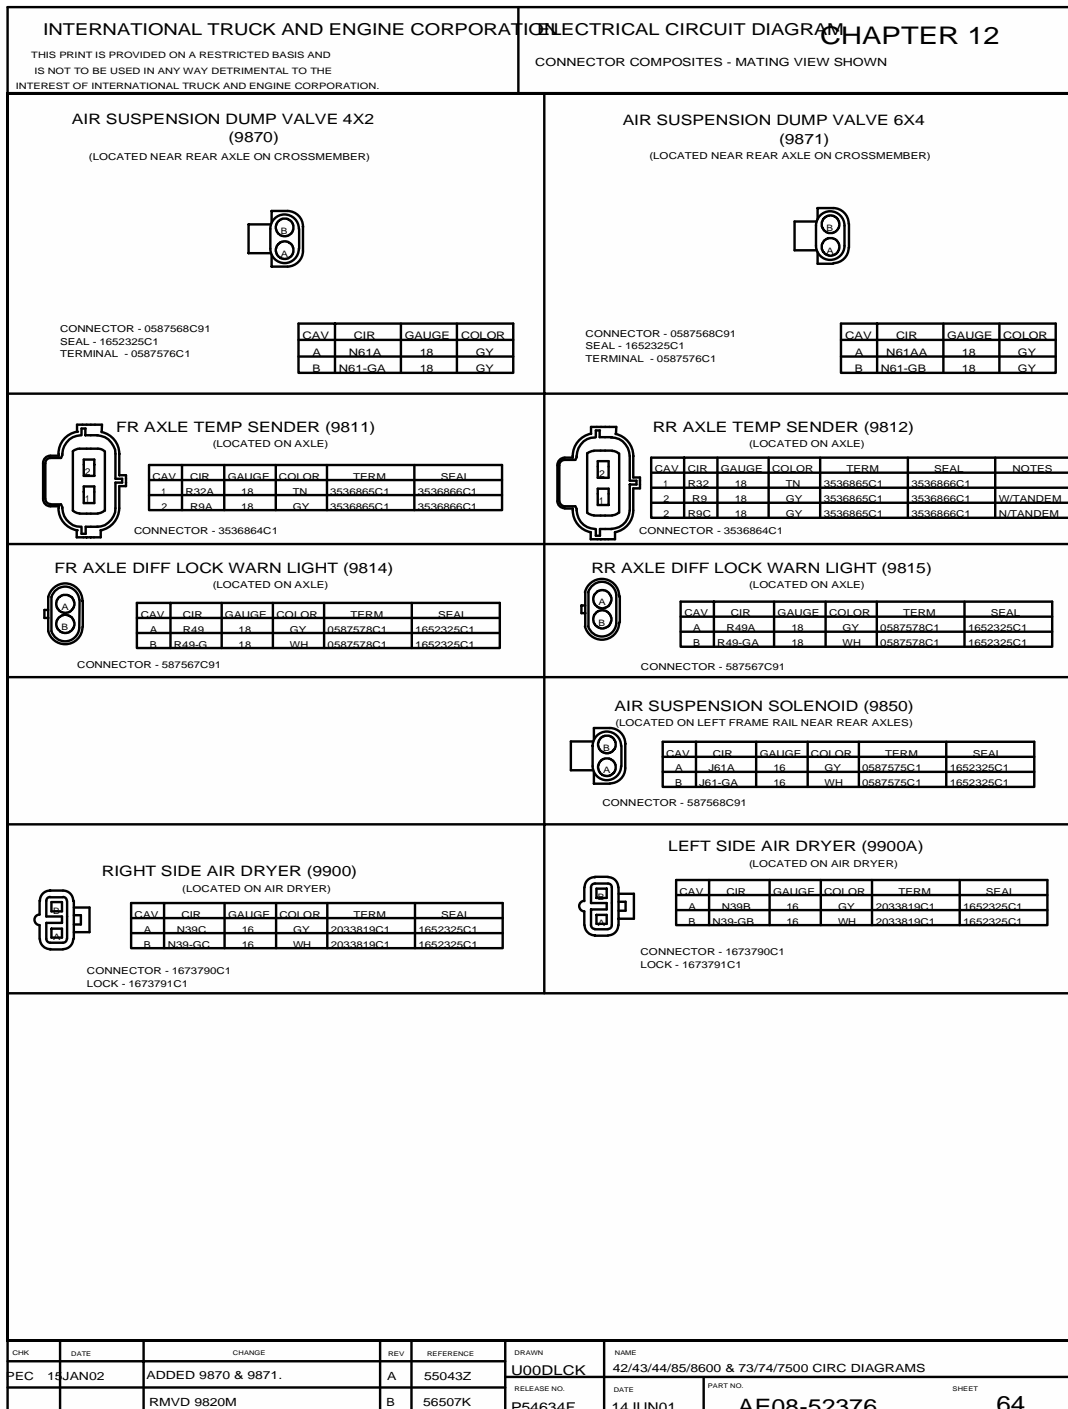 INTERNATIONAL TRUCK AND ENGINE CORPORATION
THIS PRINT IS PROVIDED ON A RESTRICTED BASIS AND
IS NOT TO BE USED IN ANY WAY DETRIMENTAL TO THE
INTEREST OF INTERNATIONAL TRUCK AND ENGINE CORPORATION.
ELECTRICAL CIRCUIT DIAGRAM
CHAPTER 12
CONNECTOR COMPOSITES - MATING VIEW SHOWN
AIR SUSPENSION DUMP VALVE 4X2
(9870)
(LOCATED NEAR REAR AXLE ON CROSSMEMBER)
B
A
CONNECTOR - 0587568C91
SEAL - 1652325C1
TERMINAL - 0587576C1
CAV CIR GAUGE COLOR
A N61A 18 GY
B N61-GA 18 GY
AIR SUSPENSION DUMP VALVE 6X4
(9871)
(LOCATED NEAR REAR AXLE ON CROSSMEMBER)
B
A
CONNECTOR - 0587568C91
SEAL - 1652325C1
TERMINAL - 0587576C1
CAV CIR GAUGE COLOR
A N61AA 18 GY
B N61-GB 18 GY
FR AXLE TEMP SENDER (9811)
(LOCATED ON AXLE)
2
1
CAV CIR GAUGE COLOR TERM SEAL
1 R32A 18 TN 3536865C1 3536866C1
2 R9A 18 GY 3536865C1 3536866C1
CONNECTOR - 3536864C1
RR AXLE TEMP SENDER (9812)
(LOCATED ON AXLE)
2
1
CAV CIR GAUGE COLOR TERM SEAL NOTES
1 R32 18 TN 3536865C1 3536866C1
2 R9 18 GY 3536865C1 3536866C1 W/TANDEM
2 R9C 18 GY 3536865C1 3536866C1 N/TANDEM
CONNECTOR - 3536864C1
FR AXLE DIFF LOCK WARN LIGHT (9814)
(LOCATED ON AXLE)
A
B
CAV CIR GAUGE COLOR TERM SEAL
A R49 18 GY 0587578C1 1652325C1
B R49-G 18 WH 0587578C1 1652325C1
CONNECTOR - 587567C91
RR AXLE DIFF LOCK WARN LIGHT (9815)
(LOCATED ON AXLE)
A
B
CAV CIR GAUGE COLOR TERM SEAL
A R49A 18 GY 0587578C1 1652325C1
B R49-GA 18 WH 0587578C1 1652325C1
CONNECTOR - 587567C91
AIR SUSPENSION SOLENOID (9850)
(LOCATED ON LEFT FRAME RAIL NEAR REAR AXLES)
B
A
CAV CIR GAUGE COLOR TERM SEAL
A J61A 16 GY 0587575C1 1652325C1
B J61-GA 16 WH 0587575C1 1652325C1
CONNECTOR - 587568C91
RIGHT SIDE AIR DRYER (9900)
(LOCATED ON AIR DRYER)
B
A
CAV CIR GAUGE COLOR TERM SEAL
A N39C 16 GY 2033819C1 1652325C1
B N39-GC 16 WH 2033819C1 1652325C1
CONNECTOR - 1673790C1
LOCK - 1673791C1
LEFT SIDE AIR DRYER (9900A)
(LOCATED ON AIR DRYER)
B
A
CAV CIR GAUGE COLOR TERM SEAL
A N39B 16 GY 2033819C1 1652325C1
B N39-GB 16 WH 2033819C1 1652325C1
CONNECTOR - 1673790C1
LOCK - 1673791C1
CHK DATE CHANGE REV REFERENCE
PEC 15JAN02 ADDED 9870 & 9871. A 55043Z
RMVD 9820M B 56507K
DRAWN
U00DLCK
NAME
42/43/44/85/8600 & 73/74/7500 CIRC DIAGRAMS
RELEASE NO.
P54634F
DATE
14JUN01
PART NO.
AE08-52376
SHEET
64